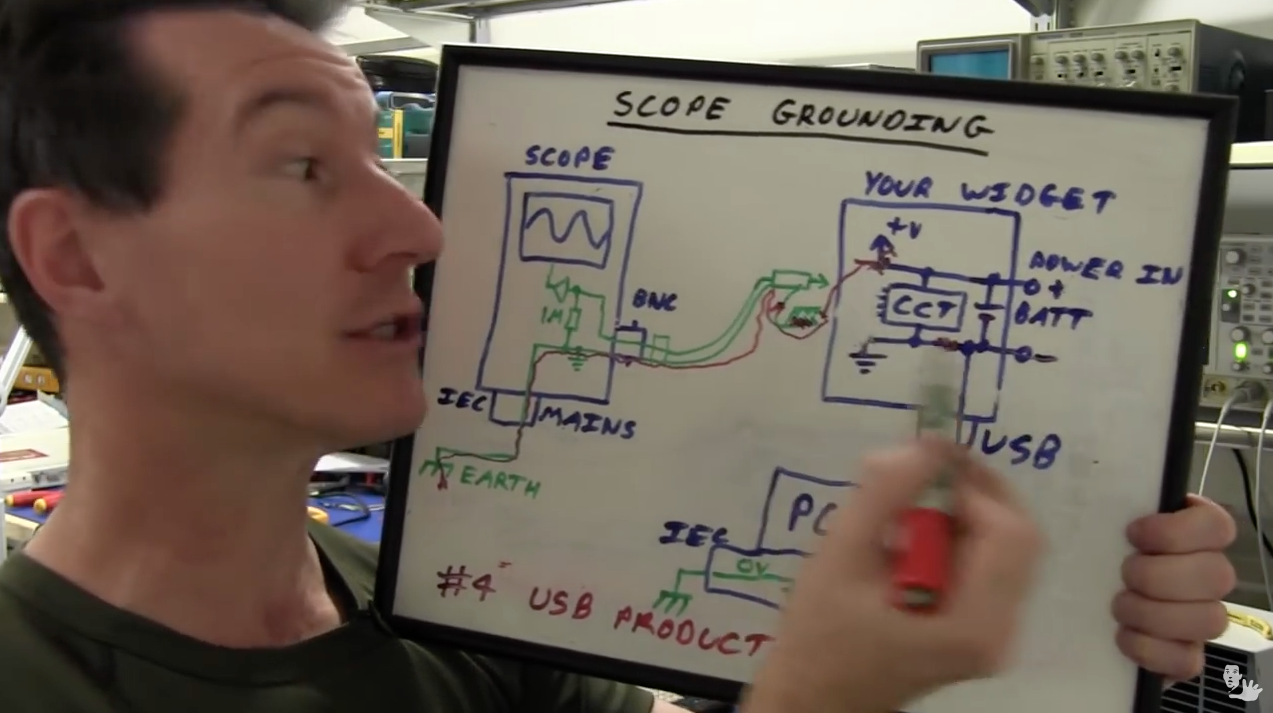 SCOPE GROUNDING
SCOPE
YOUR WIDGET
+V
POWER IN
+
BNC
CCT
BATT
1M
-
IEC
MAINS
USB
EARTH
PC
IEC
0V
#4 USB PRODUCT